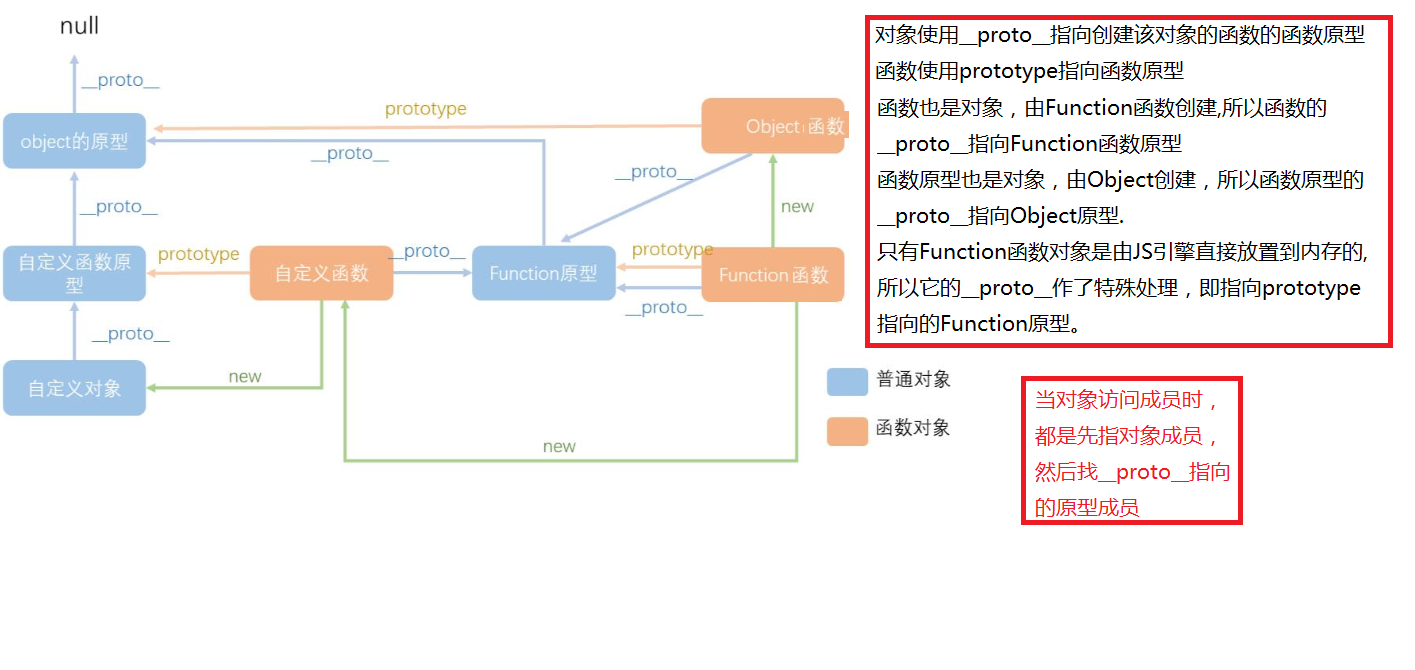 null
__proto__
prototype
Object 函数
object的原型
__proto__
__proto__
__proto__
new
自定义函数原
型
prototype
自定义函数
__proto__
Function原型
prototype
Function 函数
__proto__
__proto__
自定义对象
new
new
对象使用__proto__指向创建该对象的函数的函数原型
函数使用prototype指向函数原型
函数也是对象，由Function函数创建,所以函数的
__proto__指向Function函数原型
函数原型也是对象，由Object创建，所以函数原型的
__proto__指向Object原型.
只有Function函数对象是由JS引擎直接放置到内存的,
所以它的__proto__作了特殊处理，即指向prototype
指向的Function原型。
普通对象
函数对象
当对象访问成员时，
都是先指对象成员，
然后找__proto__指向
的原型成员